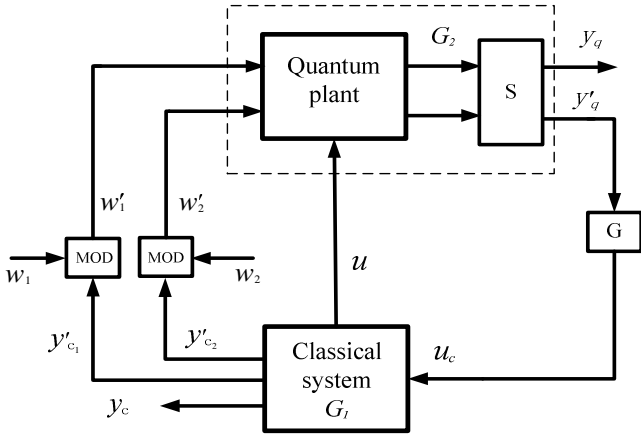 G₂
y_q
Quantum
plant
S
y'_q
w'₁
w'₂
G
MOD
MOD
w₁
w₂
u
y'_c₁
y'_c₂
Classical
system
G₁
u_c
y_c